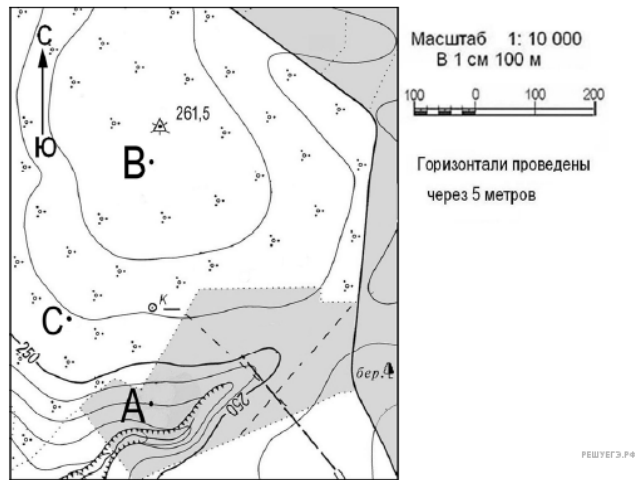 С
Ю
261,5
В
К
С
250
А
250
бер.
Масштаб 1: 10 000
В 1 см 100 м
100 0 100 200
Горизонтали проведены
через 5 метров
РЕШУЕГЭ.РФ